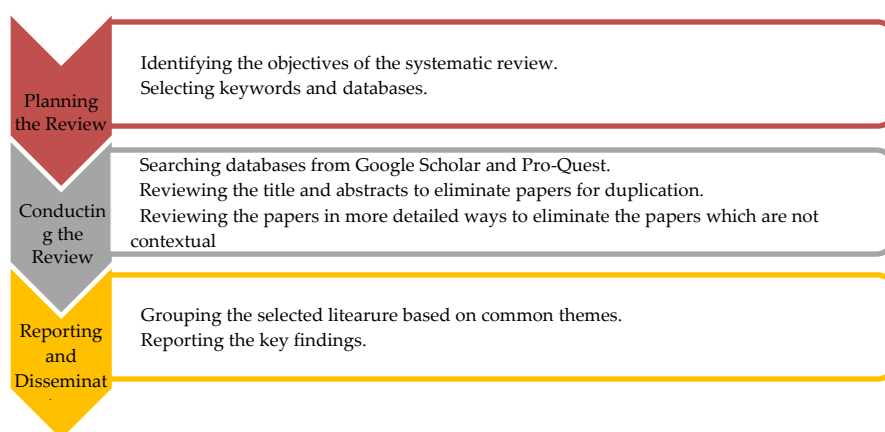 Planning
the Review
Identifying the objectives of the systematic review.
Selecting keywords and databases.
Conductin
g the
Review
Searching databases from Google Scholar and Pro-Quest.
Reviewing the title and abstracts to eliminate papers for duplication.
Reviewing the papers in more detailed ways to eliminate the papers which are not
contextual
Reporting
and
Disseminat
Grouping the selected litearure based on common themes.
Reporting the key findings.